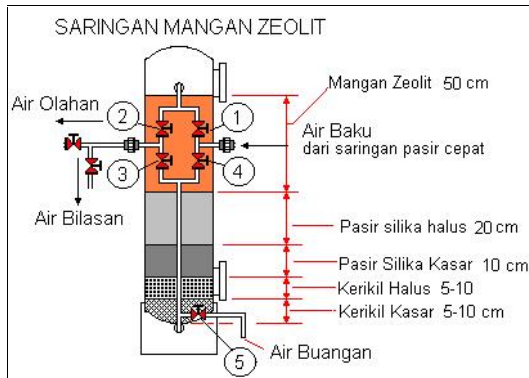 SARINGAN MANGAN ZEOLIT
Mangan Zeolit 50 cm
Air Olahan
2
1
Air Baku
dari saringan pasir cepat
3
4
Air Bilasan
Pasir silika halus 20 cm
Pasir Silika Kasar 10 cm
Kerikil Halus 5-10
Kerikil Kasar 5-10 cm
5
Air Buangan